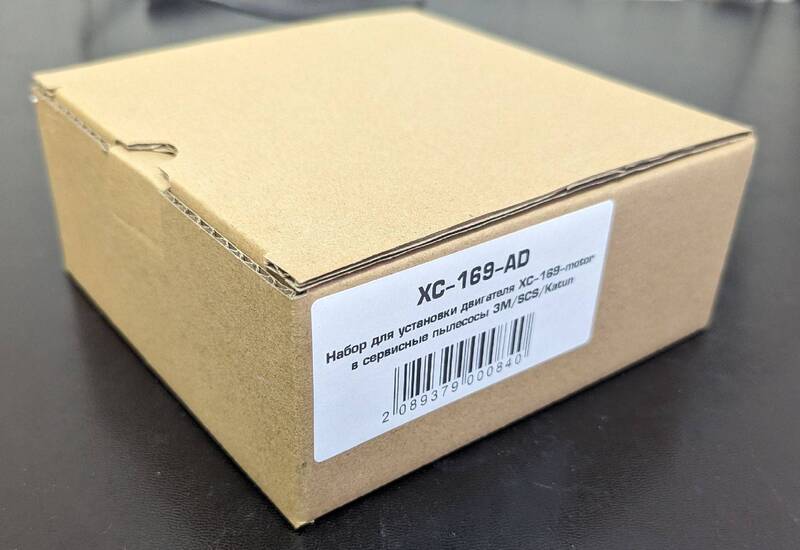 XC-169-AD
Набор для установки двигателя XC-169-motor
в сервисные пылесосы 3M/SCS/Katun
2 089379 000840